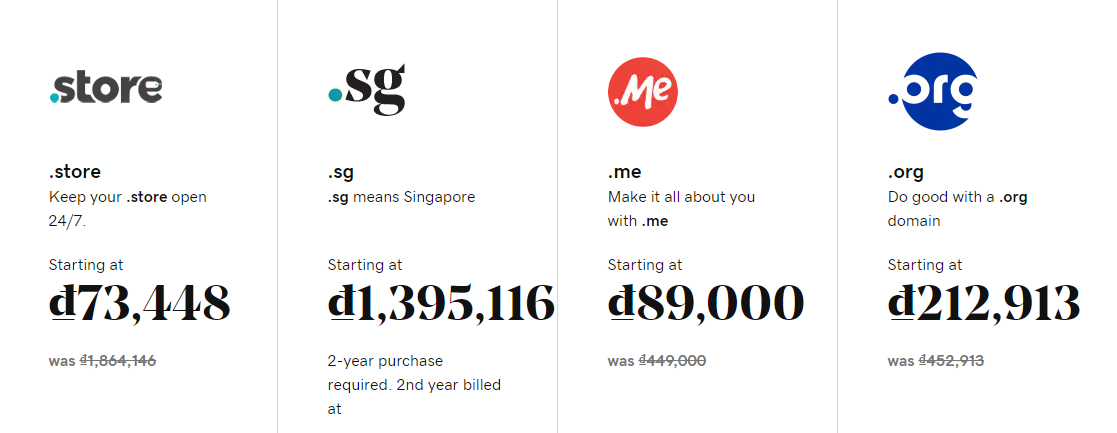 .store
.store
Keep your .store open
24/7.
Starting at
₫73,448
was ₫1,864,146
.sg
.sg
.sg means Singapore
Starting at
₫1,395,116
2-year purchase
required. 2nd year billed
at
.Me
.me
Make it all about you
with .me
Starting at
₫89,000
was ₫449,000
.org
.org
Do good with a .org
domain
Starting at
₫212,913
was ₫452,913